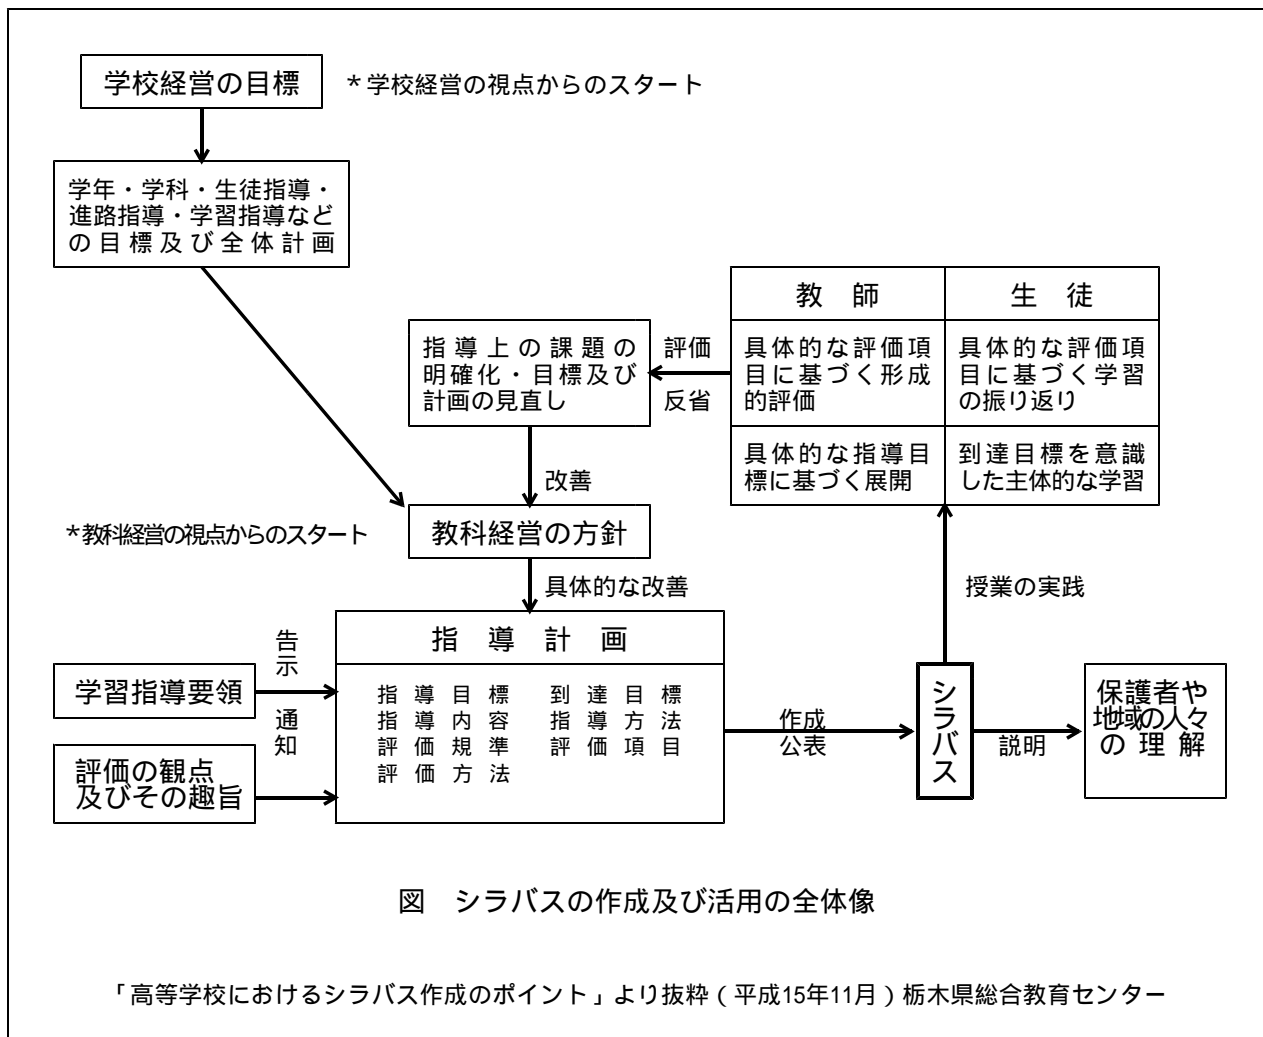 学校経営の目標
*学校経営の視点からのスタート
学年・学科・生徒指導・
進路指導・学習指導など
の目標及び全体計画
教　師
生　徒
指導上の課題の
明確化・目標及び
計画の見直し
評価
反省
具体的な評価項
目に基づく形成
的評価
具体的な評価項
目に基づく学習
の振り返り
具体的な指導目
標に基づく展開
到達目標を意識
した主体的な学習
改善
*教科経営の視点からのスタート
教科経営の方針
具体的な改善
授業の実践
指　導　計　画
告示
通知
学習指導要領
評価の観点
及びその趣旨
指導目標　到達目標
指導内容　指導方法
評価規準　評価項目
評価方法
作成
公表
シラバス
説明
保護者や
地域の人々
の理解
図　シラバスの作成及び活用の全体像
「高等学校におけるシラバス作成のポイント」より抜粋（平成15年11月）栃木県総合教育センター